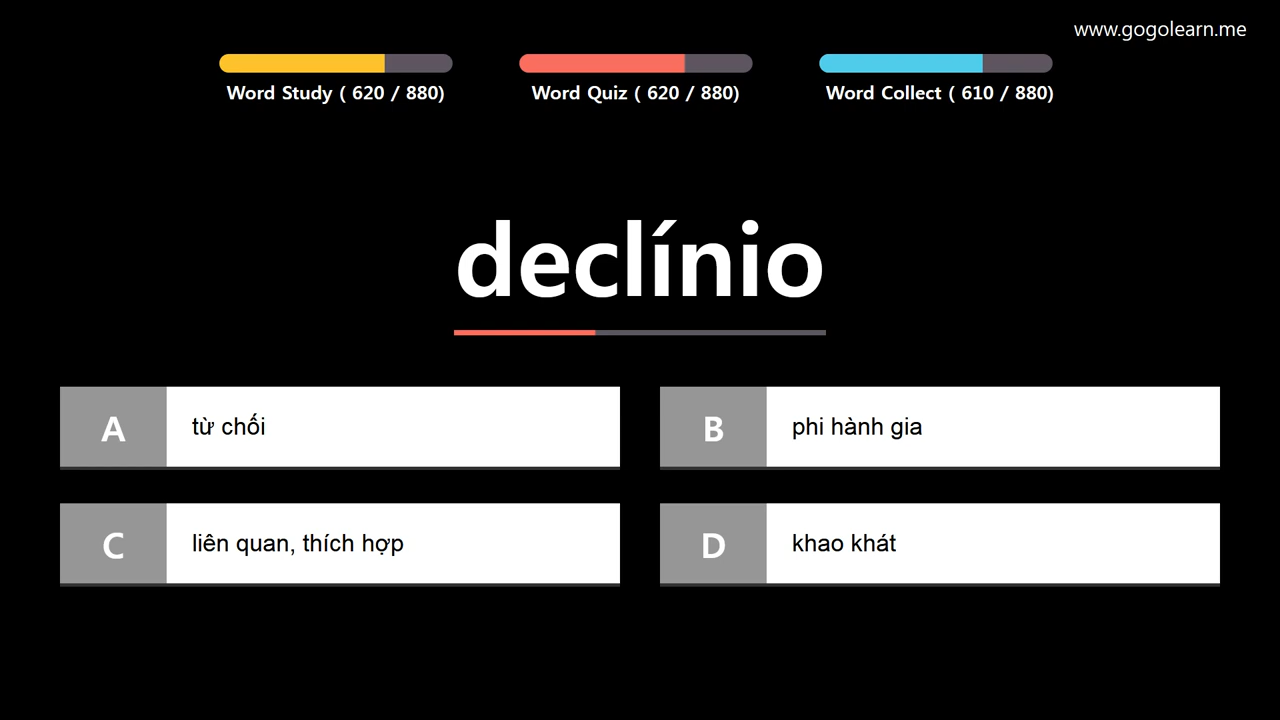 www.gogolearn.me
Word Study ( 620 / 880)
Word Quiz ( 620 / 880)
Word Collect ( 610 / 880)
declínio
A
từ chối
B
phi hành gia
C
liên quan, thích hợp
D
khao khát